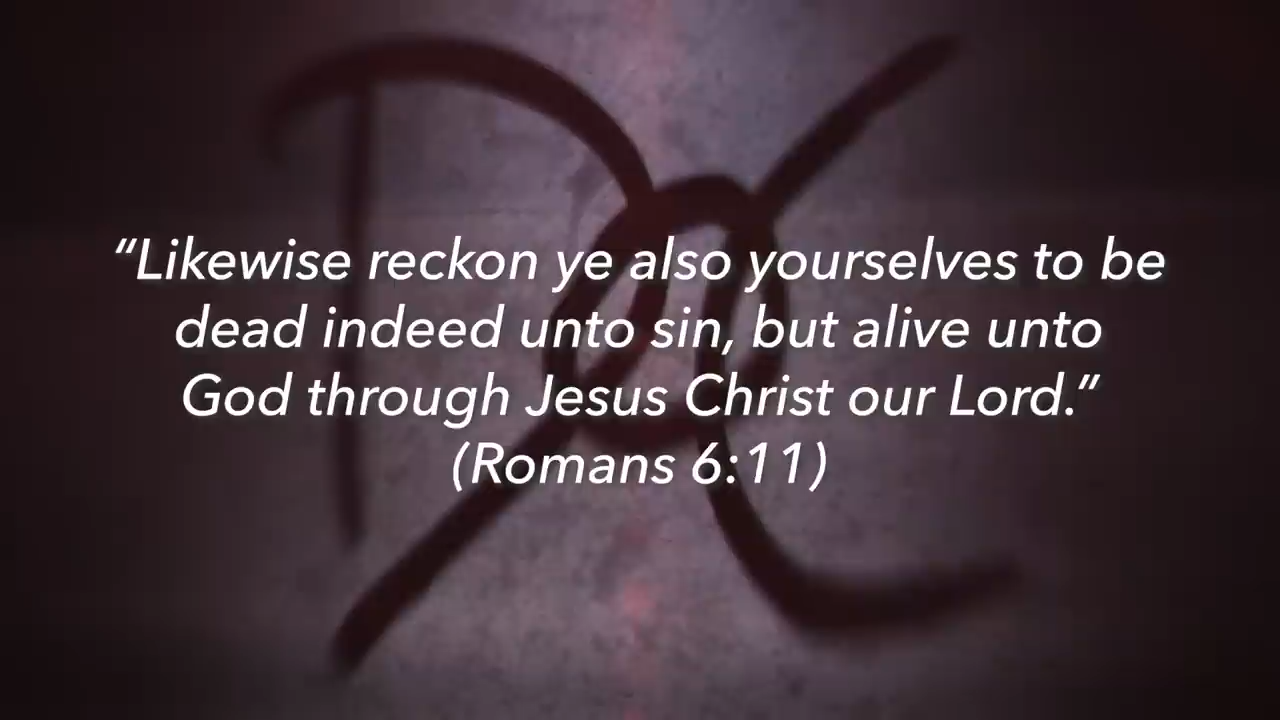 “Likewise reckon ye also yourselves to be
dead indeed unto sin, but alive unto
God through Jesus Christ our Lord.”
(Romans 6:11)